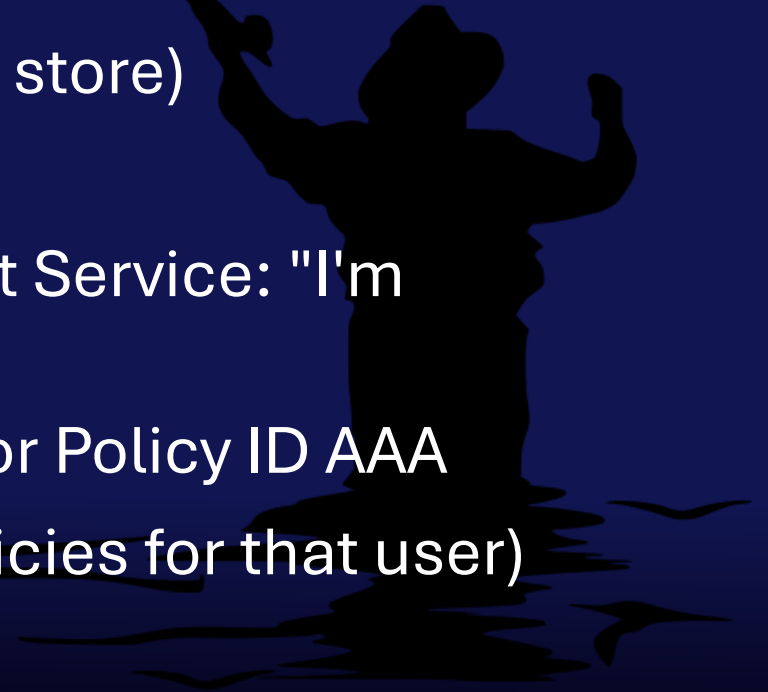 store)
t Service: "I'm
or Policy ID AAA
icies for that user)